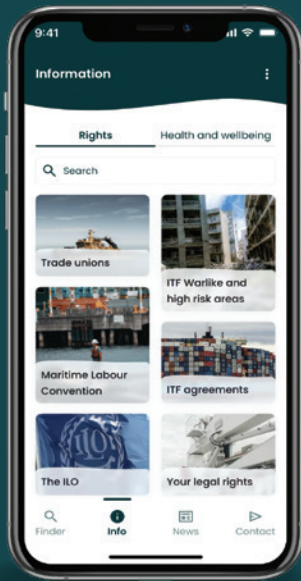 9:41
Information
Rights
Health and wellbeing
Search
Trade unions
ITF Warlike and
high risk areas
Maritime Labour
Convention
ITF agreements
The ILO
Your legal rights
Finder
Info
News
Contact